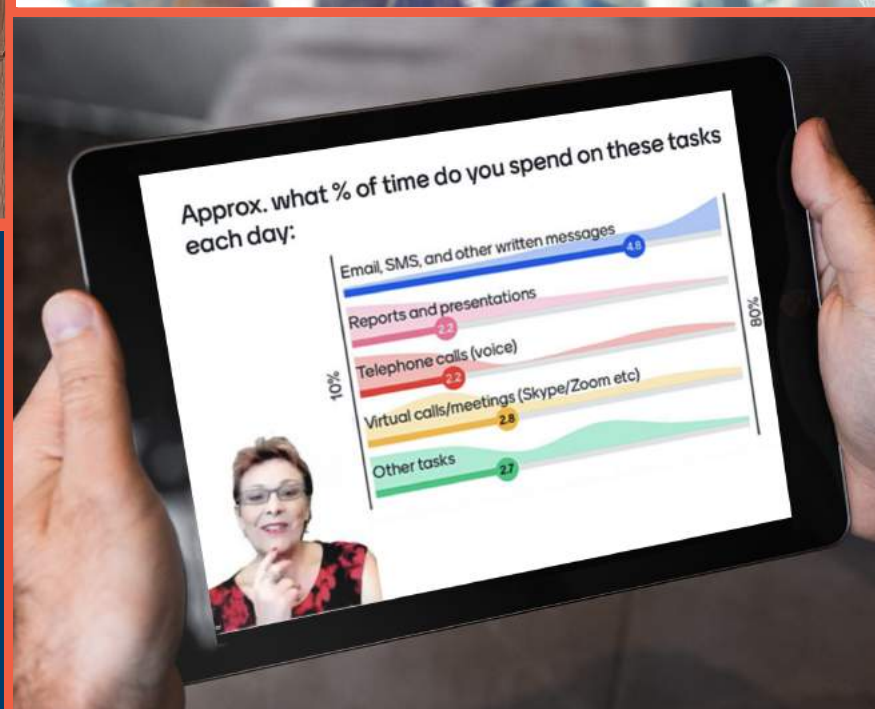 Approx. what % of time do you spend on these tasks
each day:
Email, SMS, and other written messages
4.8
Reports and presentations
2.2
Telephone calls (voice)
2.2
Virtual calls/meetings (Skype/Zoom etc)
2.8
Other tasks
2.7
10%
80%